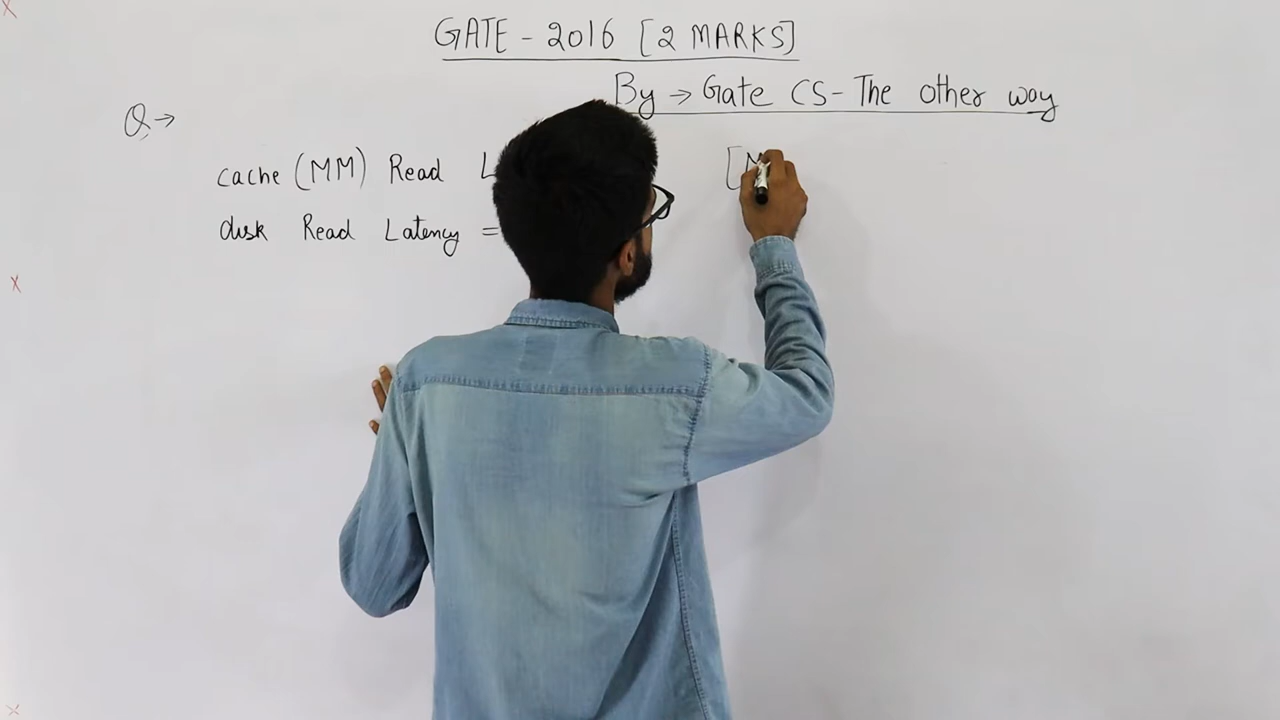 GATE - 2016 [2 MARKS]
By → Gate CS - The other way
Q →
cache (MM) Read L
disk Read Latency =
[M